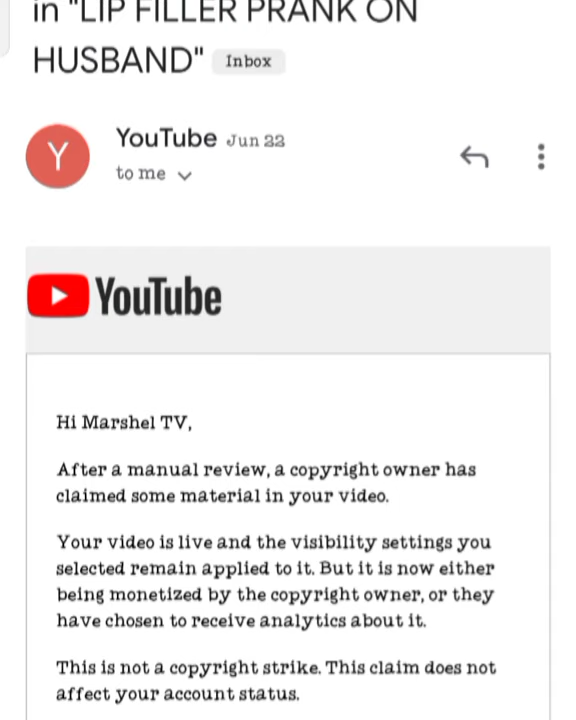 in "LIP FILLER PRANK ON
HUSBAND" Inbox
Y
YouTube Jun 22
to me
YouTube
Hi Marshel TV,
After a manual review, a copyright owner has
claimed some material in your video.
Your video is live and the visibility settings you
selected remain applied to it. But it is now either
being monetized by the copyright owner, or they
have chosen to receive analytics about it.
This is not a copyright strike. This claim does not
affect your account status.